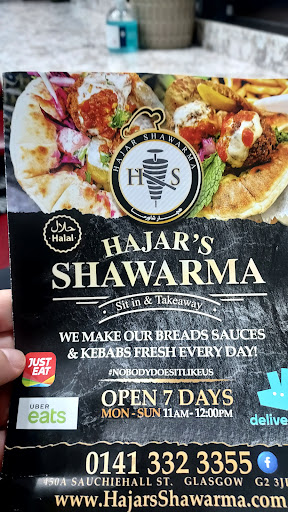 HAJAR SHAWARMA
H S
حلال
Halal
HAJAR'S
SHAWARMA
Sit in & Takeaway
WE MAKE OUR BREADS SAUCES
& KEBABS FRESH EVERY DAY!
#NOBODYDOESITLIKEUS
JUST
EAT
OPEN 7 DAYS
MON - SUN 11AM - 12:00PM
UBER
eats
delive
0141 332 3355
450A SAUCHIEHALL ST. GLASGOW G2 3J
www.HajarsShawarma.com